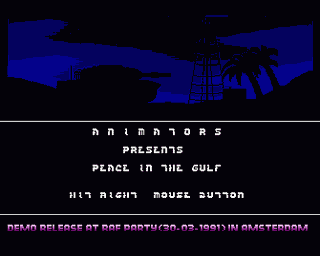 ANIMATORS
PRESENTS
PEACE IN THE GULF
HIT RIGHT MOUSE BUTTON
DEMO RELEASE AT RAF PARTY(30-03-1991)IN AMSTERDAM